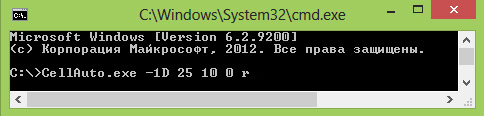 C:\Windows\System32\cmd.exe
Microsoft Windows [Version 6.2.9200]
(c) Корпорация Майкрософт, 2012. Все права защищены.
C:\>CellAuto.exe -1D 25 10 0 r